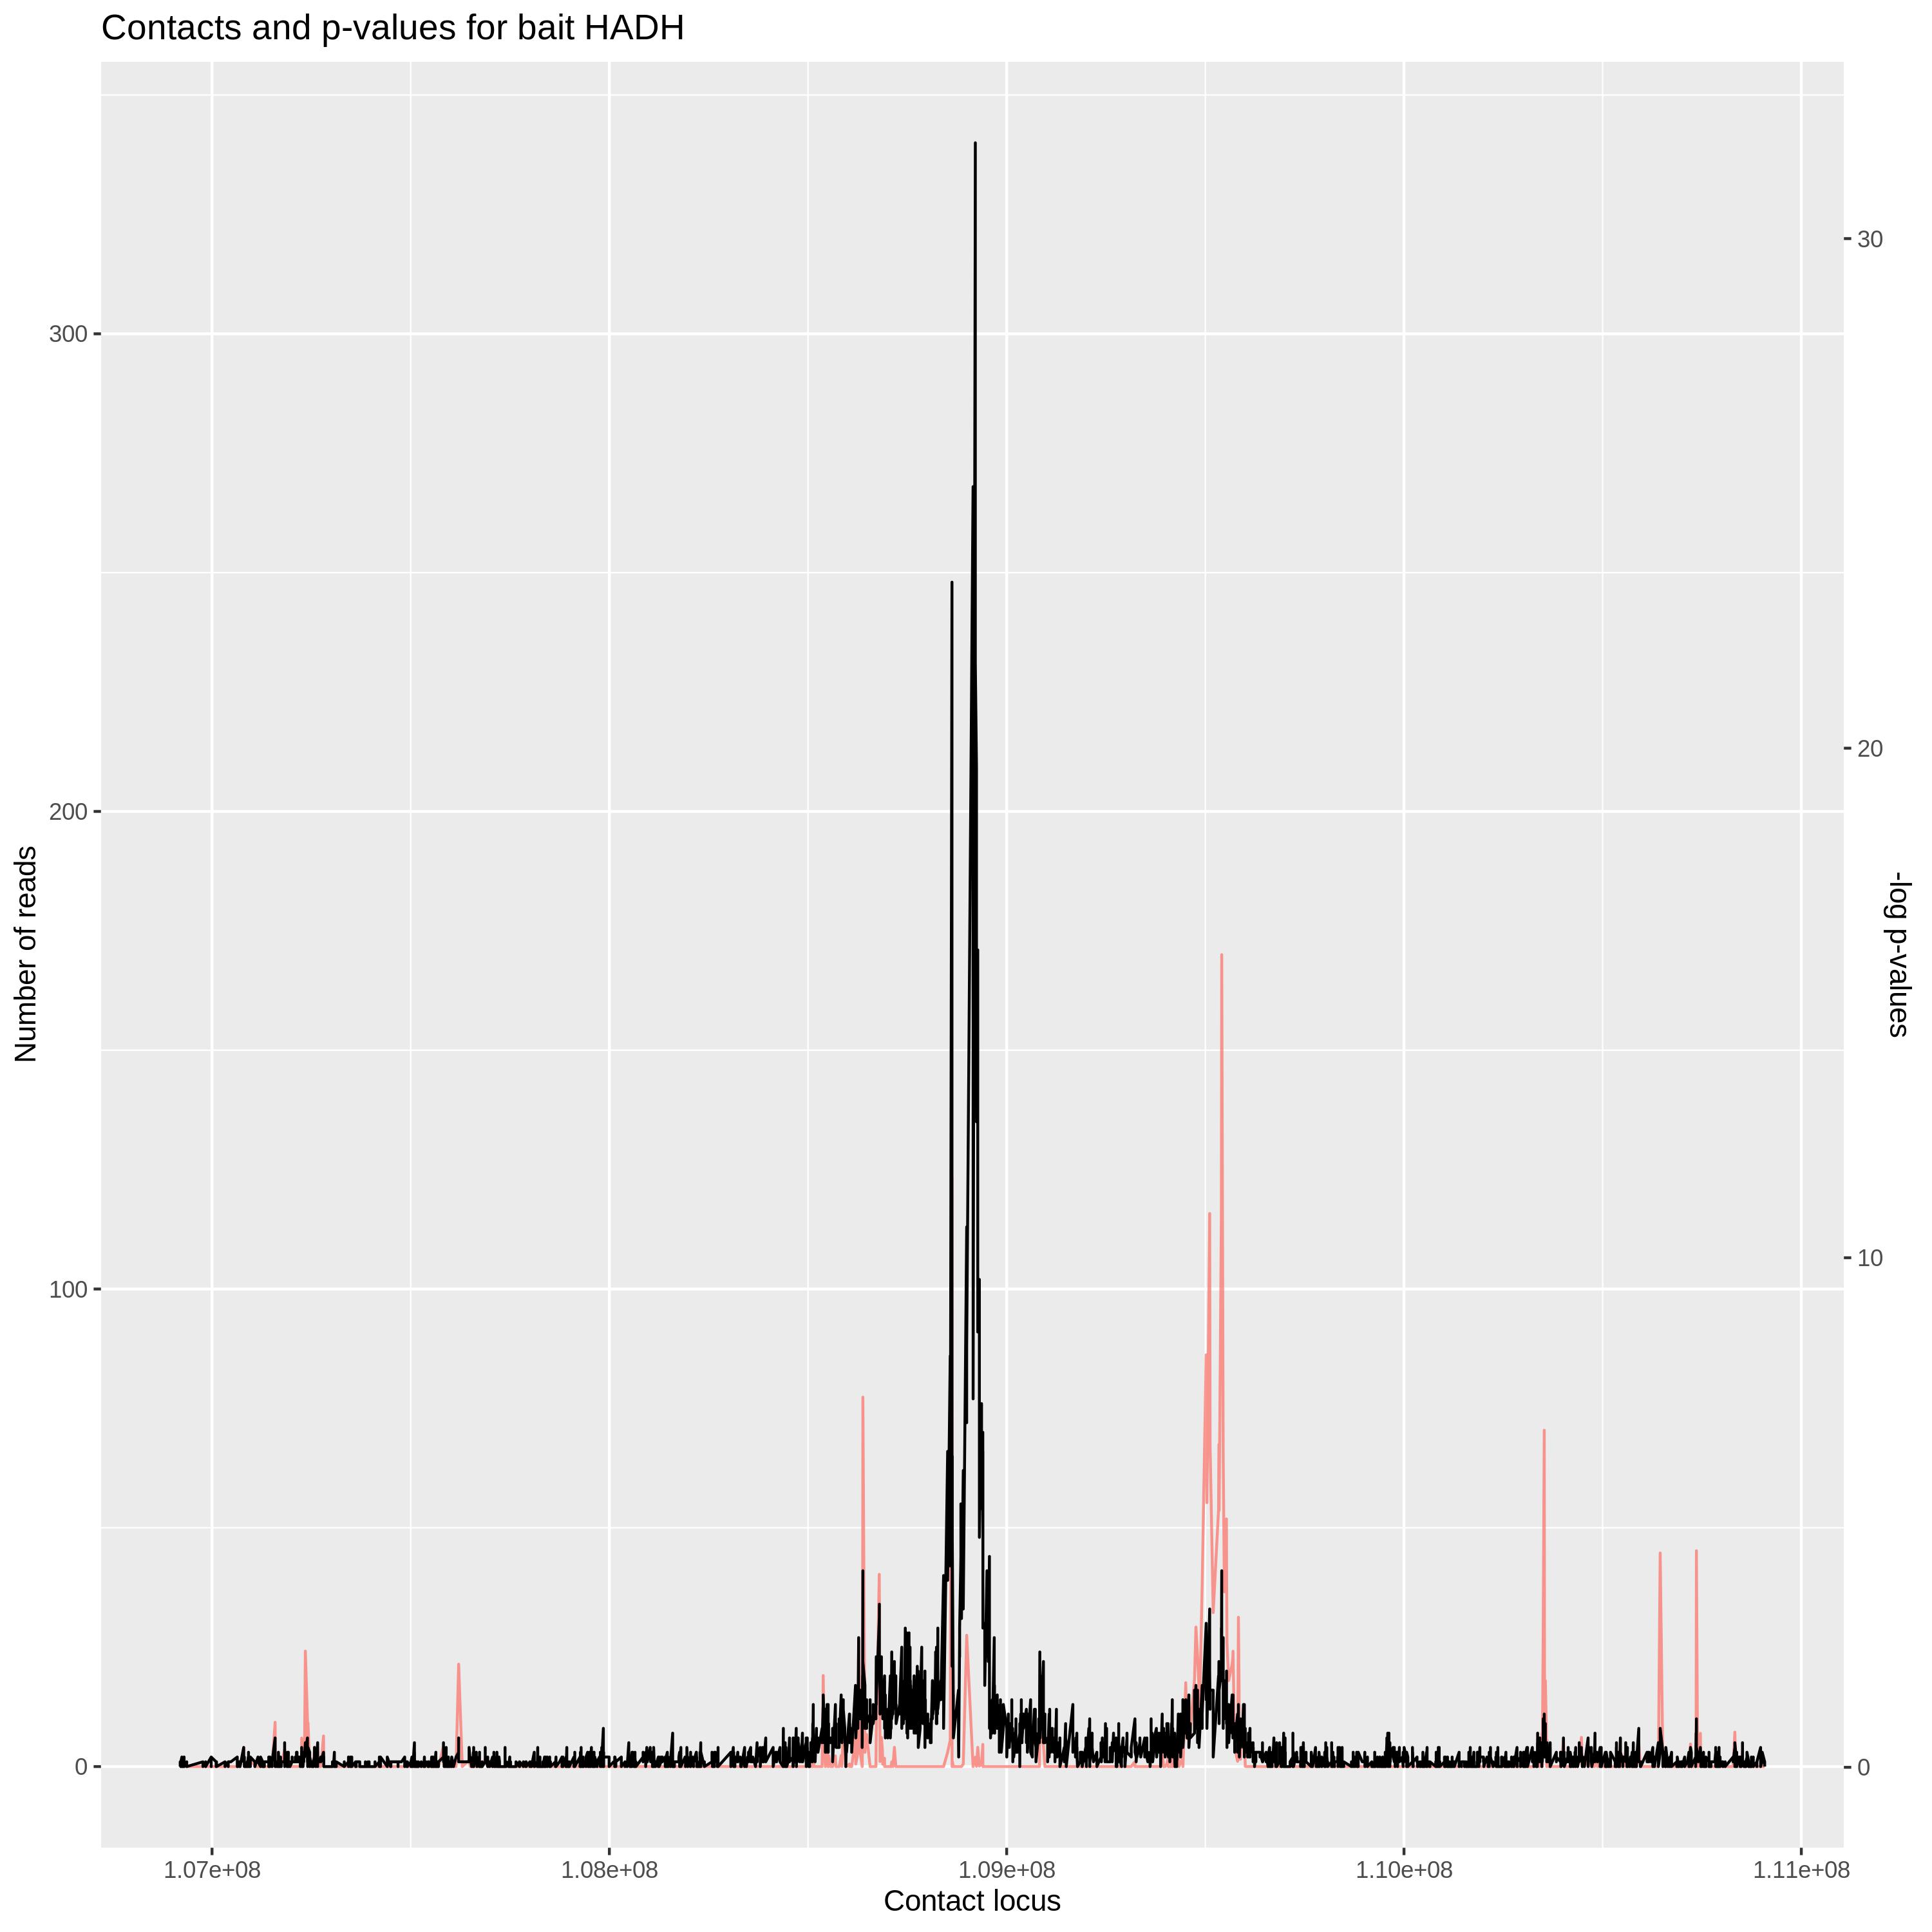 Contacts and p-values for bait HADH
300
200
100
0
30
20
10
0
Number of reads
-log p-values
1.07e+08 1.08e+08 1.09e+08 1.10e+08 1.11e+08
Contact locus